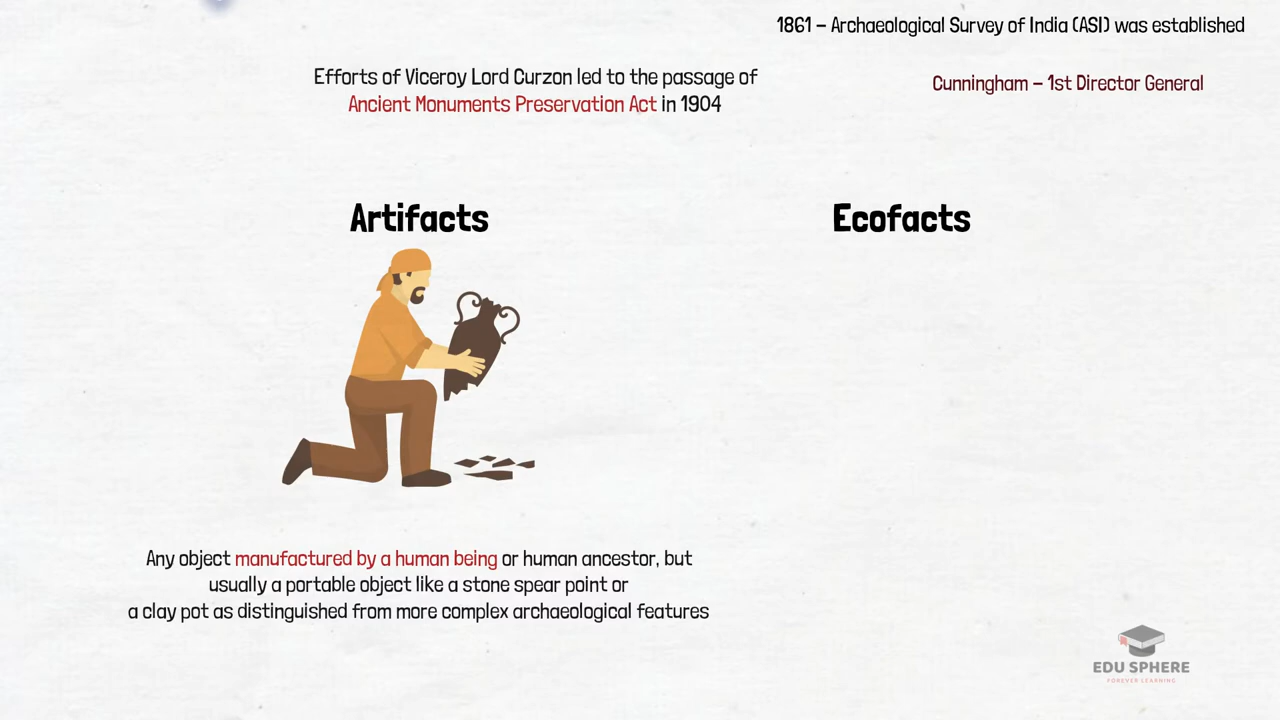 1861 – Archaeological Survey of India (ASI) was established
Efforts of Viceroy Lord Curzon led to the passage of
Ancient Monuments Preservation Act in 1904
Cunningham – 1st Director General
Artifacts
Ecofacts
Any object manufactured by a human being or human ancestor, but
usually a portable object like a stone spear point or
a clay pot as distinguished from more complex archaeological features
EDU SPHERE
FOREVER LEARNING